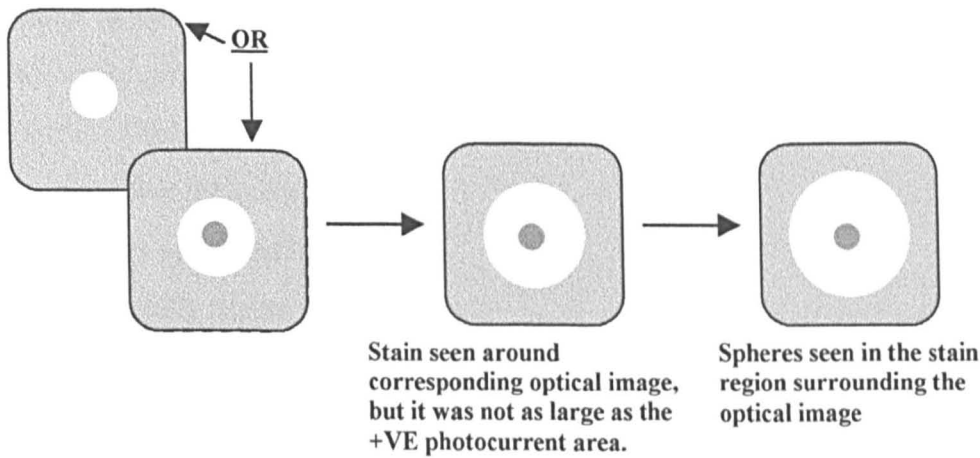 OR
Stain seen around
corresponding optical image,
but it was not as large as the
+VE photocurrent area.
Spheres seen in the stain
region surrounding the
optical image